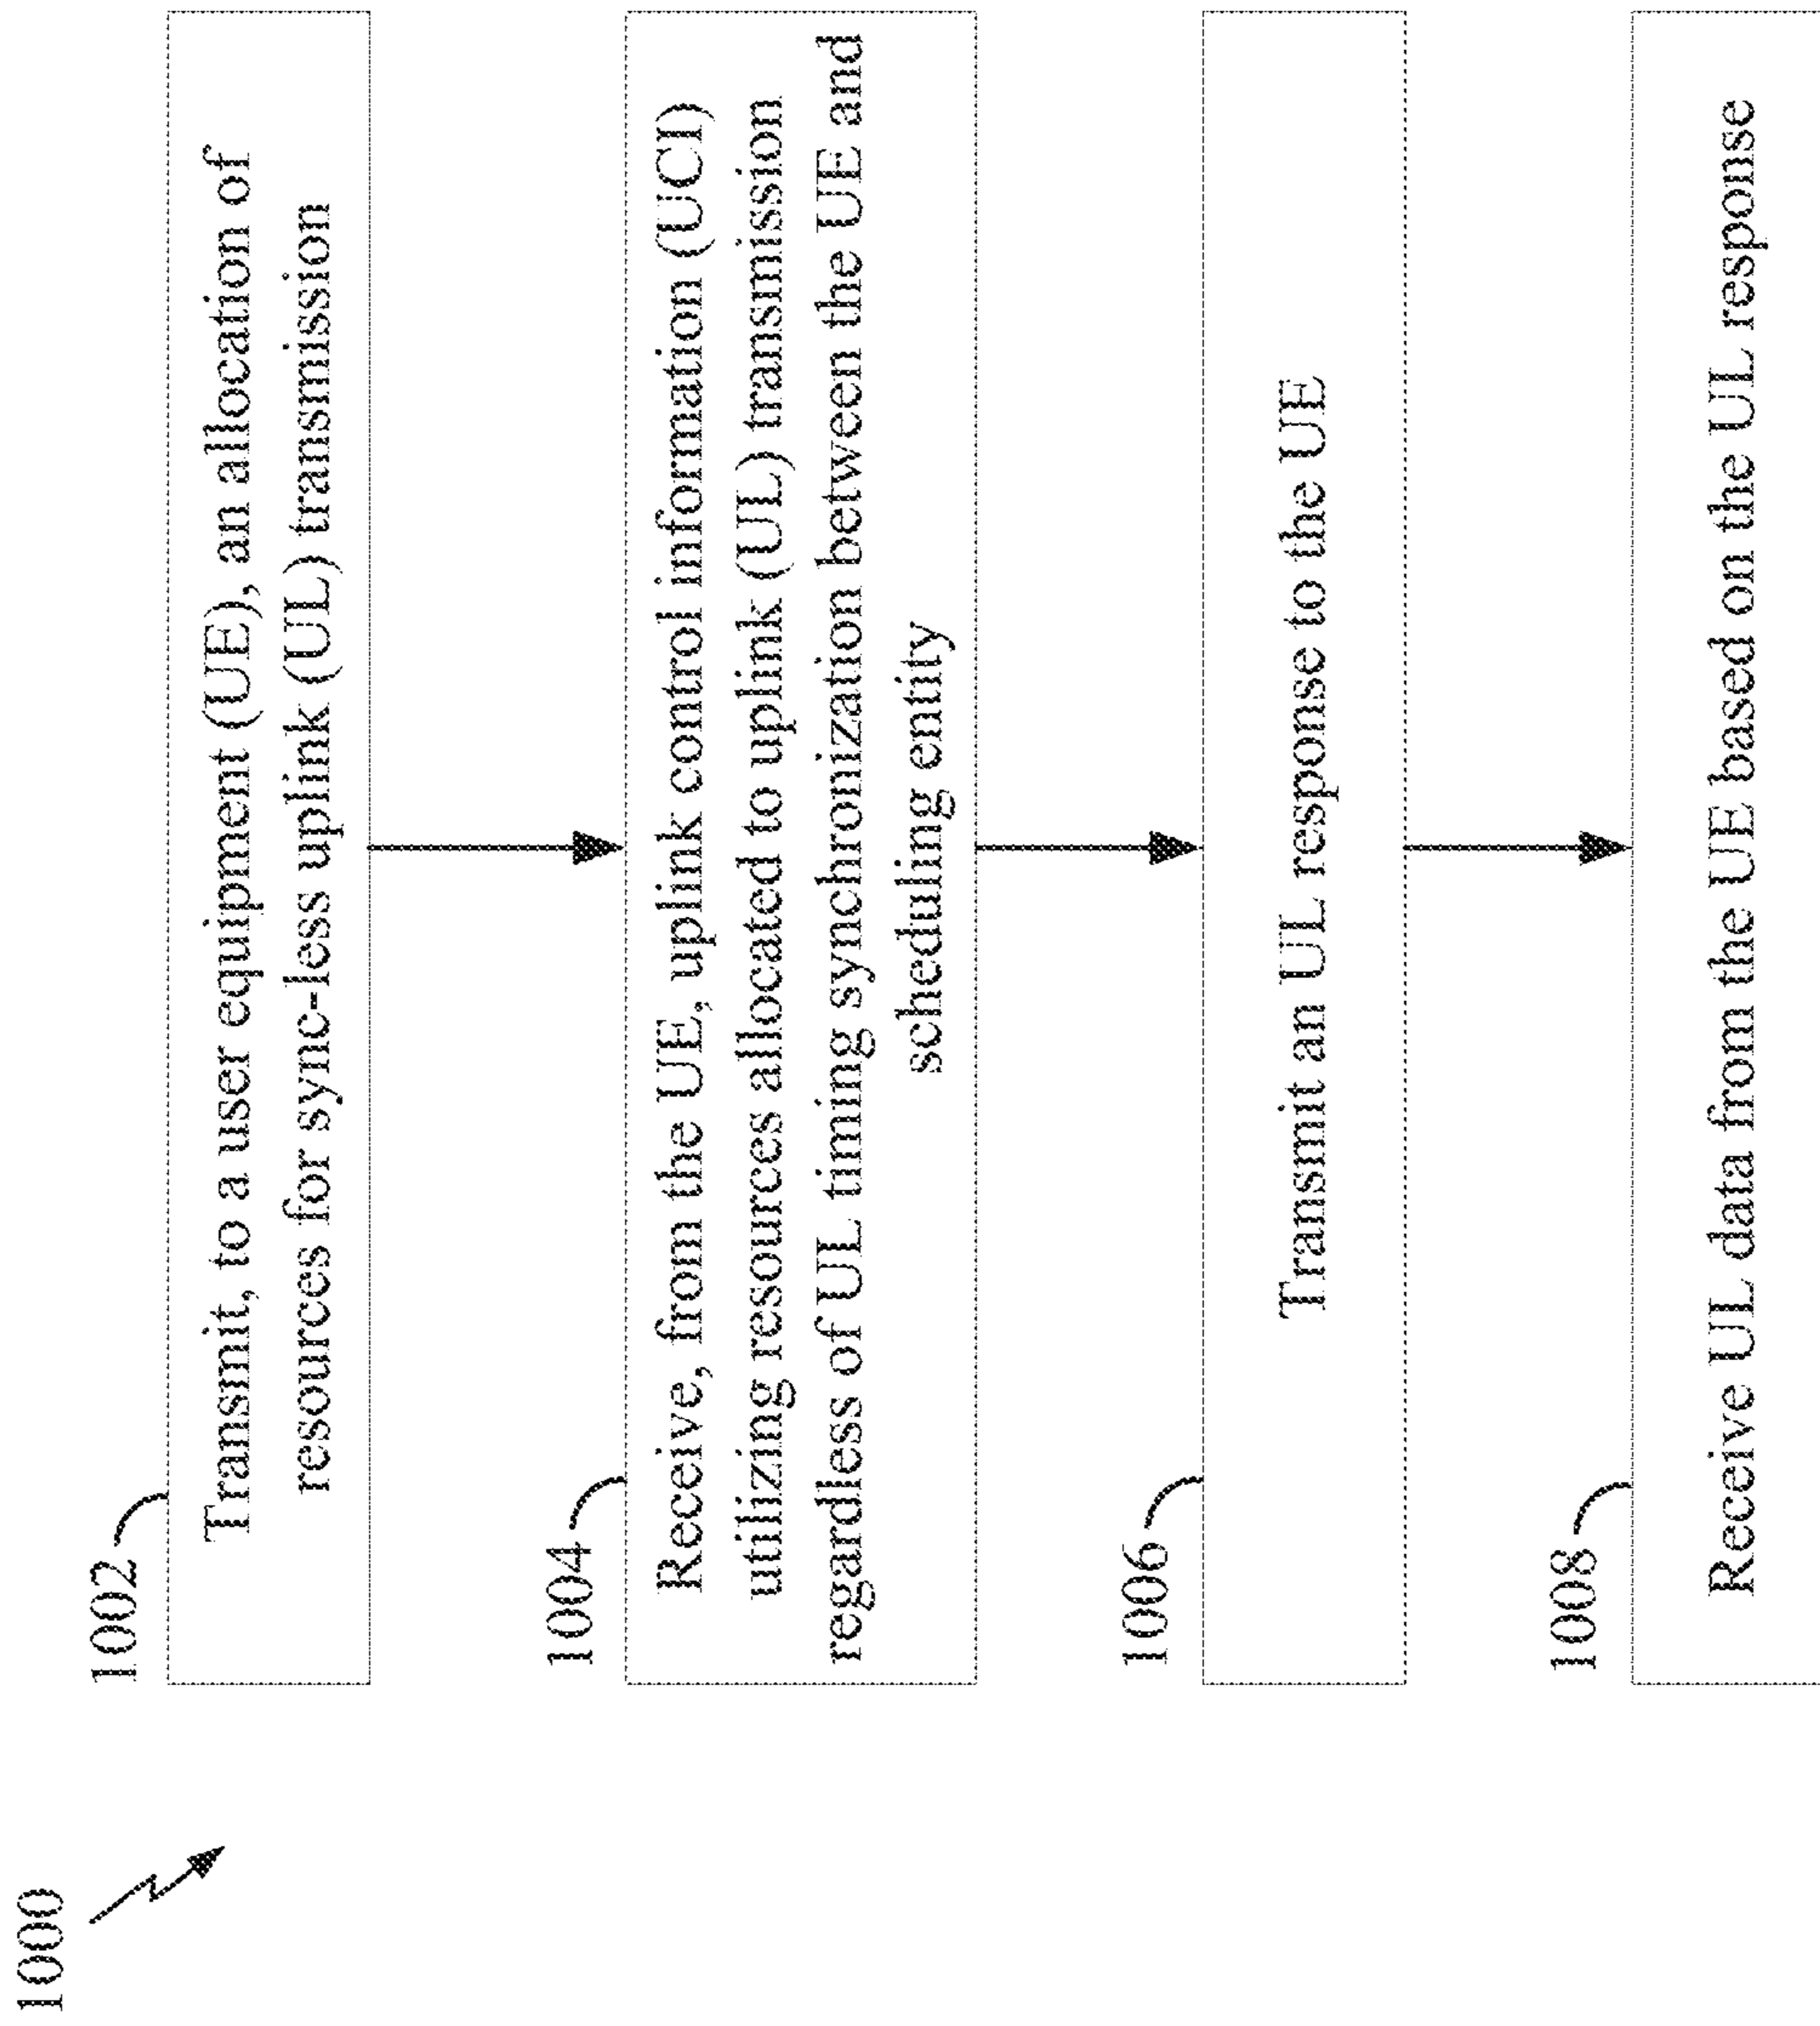 1000
1002
Transmit, to a user equipment (UE), an allocation of
resources for sync-less uplink (UL) transmission
1004
Receive, from the UE, uplink control information (UCI)
utilizing resources allocated to uplink (UL) transmission
regardless of UL timing synchronization between the UE and
scheduling entity
1006
Transmit an UL response to the UE
1008
Receive UL data from the UE based on the UL response